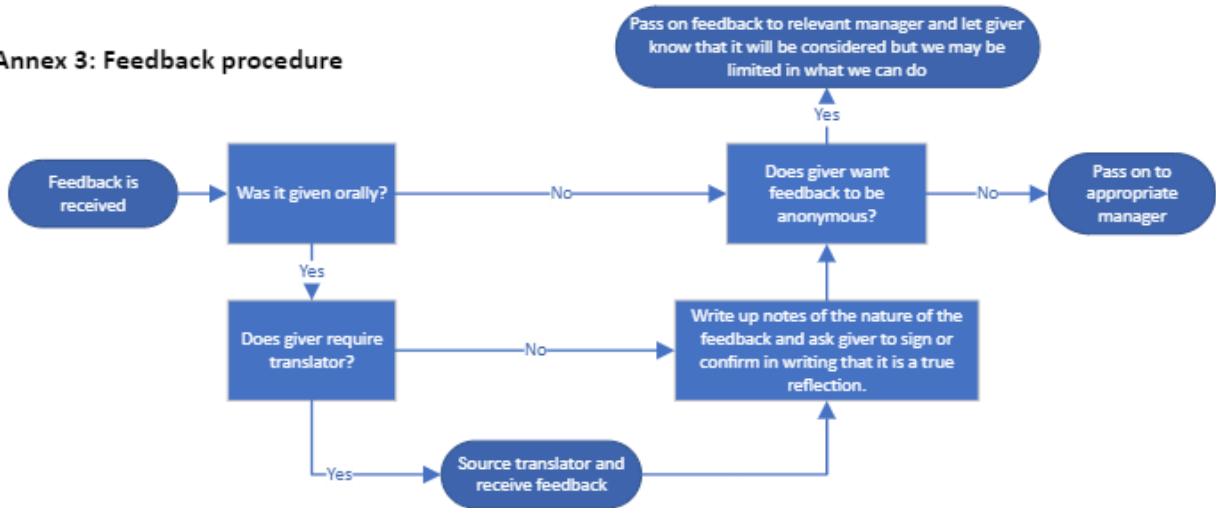 Annex 3: Feedback procedure
Pass on feedback to relevant manager and let giver
know that it will be considered but we may be
limited in what we can do
Yes
Feedback is
received
Was it given orally?
No
Does giver want
feedback to be
anonymous?
No
Pass on to
appropriate
manager
Yes
Does giver require
translator?
No
Write up notes of the nature of the
feedback and ask giver to sign or
confirm in writing that it is a true
reflection.
Yes
Source translator and
receive feedback